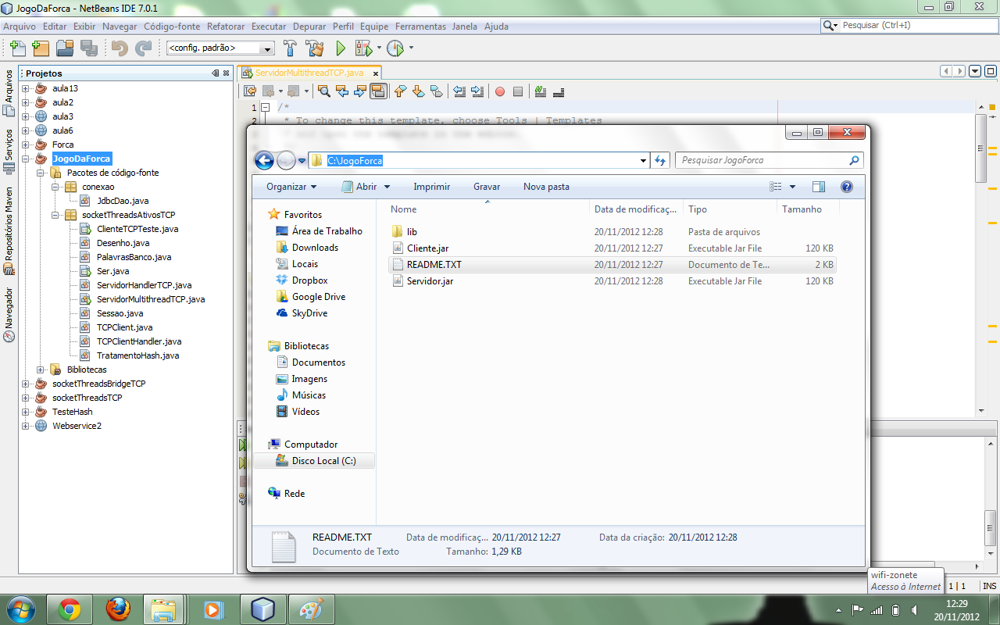 JogoDaForca - NetBeans IDE 7.0.1
Arquivo Editar Exibir Navegar Código-fonte Refatorar Executar Depurar Perfil Equipe Ferramentas Janela Ajuda
Pesquisar (Ctrl+I)
<config. padrão>
Arquivos
Serviços
Repositórios Maven
Navegador
Projetos
aula13
aula2
aula3
aula6
Forca
JogoDaForca
Pacotes de código-fonte
conexao
JdbcDao.java
socketThreadsAtivosTCP
ClienteTCPTeste.java
Desenho.java
PalavrasBanco.java
Ser.java
ServidorHandlerTCP.java
ServidorMultithreadTCP.java
Sessao.java
TCPClient.java
TCPClientHandler.java
TratamentoHash.java
Bibliotecas
socketThreadsBridgeTCP
socketThreadsTCP
TesteHash
Webservice2
ServidorMultithreadTCP.java
1 /*
2 * To change this template, choose Tools | Templates
C:\JogoForca
Pesquisar JogoForca
Organizar Abrir Imprimir Gravar Nova pasta
Favoritos
Área de Trabalho
Downloads
Locais
Dropbox
Google Drive
SkyDrive
Bibliotecas
Documentos
Imagens
Músicas
Vídeos
Computador
Disco Local (C:)
Rede
Nome Data de modificaç... Tipo Tamanho
lib 20/11/2012 12:28 Pasta de arquivos
Cliente.jar 20/11/2012 12:27 Executable Jar File 120 KB
README.TXT 20/11/2012 12:27 Documento de Te... 2 KB
Servidor.jar 20/11/2012 12:28 Executable Jar File 120 KB
README.TXT Data de modificaç... 20/11/2012 12:27 Data da criação: 20/11/2012 12:28
Documento de Texto Tamanho: 1,29 KB
wifi-zonete
Acesso à Internet
1 | 1 INS
12:29
20/11/2012